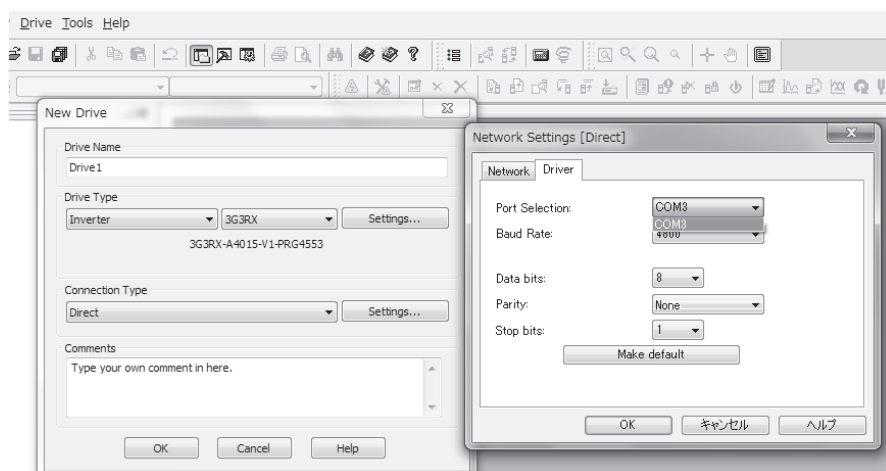 Drive Tools Help
New Drive
Drive Name
Drive1
Drive Type
Inverter
3G3RX
Settings...
3G3RX-A4015-V1-PRG4553
Connection Type
Direct
Settings...
Comments
Type your own comment in here.
OK
Cancel
Help
Network Settings [Direct]
Network
Driver
Port Selection:
COM3
COM3
Baud Rate:
4800
Data bits:
8
Parity:
None
Stop bits:
1
Make default
OK
キャンセル
ヘルプ